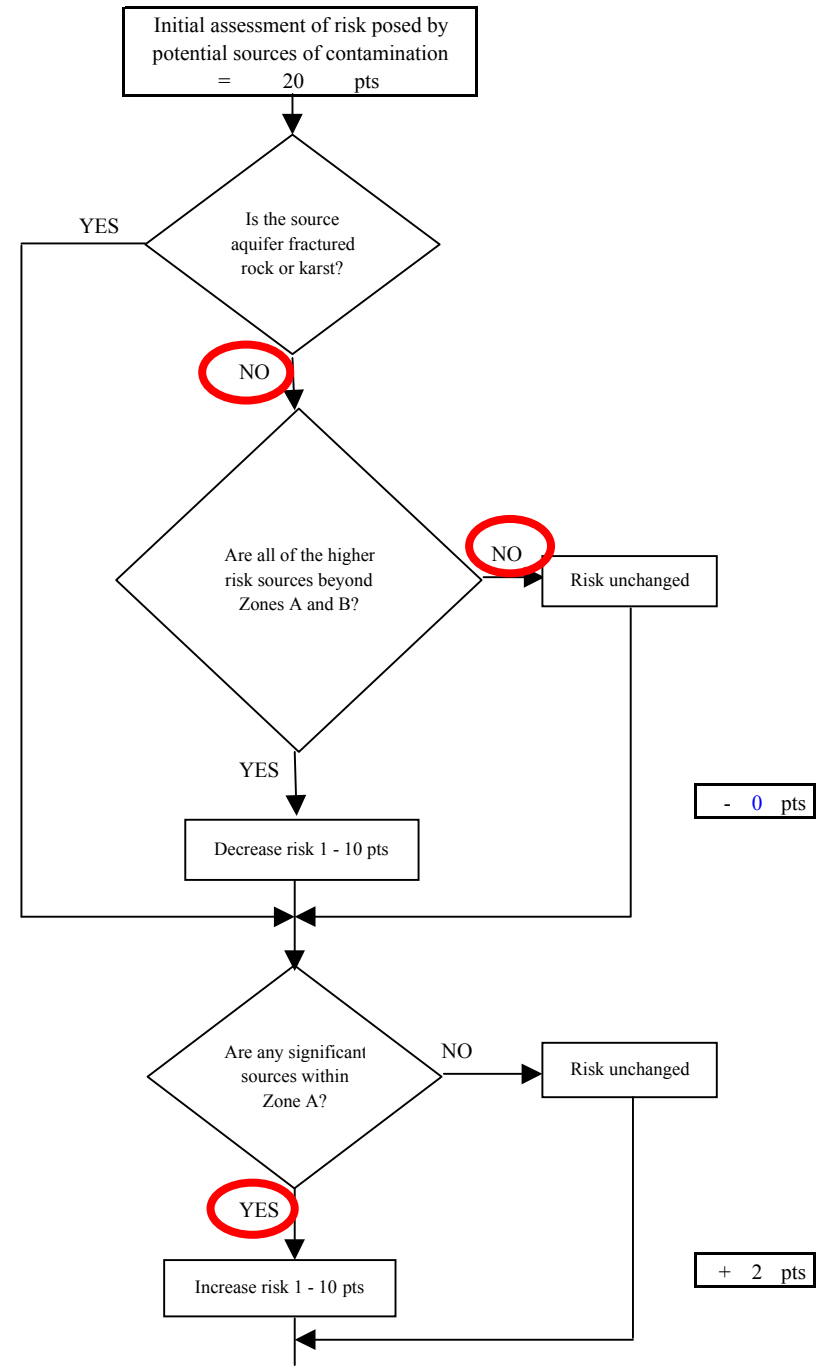 Initial assessment of risk posed by
potential sources of contamination
= 20 pts
YES
Is the source
aquifer fractured
rock or karst?
NO
Are all of the higher
risk sources beyond
Zones A and B?
NO
Risk unchanged
YES
- 0 pts
Decrease risk 1 - 10 pts
Are any significant
sources within
Zone A?
NO
Risk unchanged
YES
Increase risk 1 - 10 pts
+ 2 pts